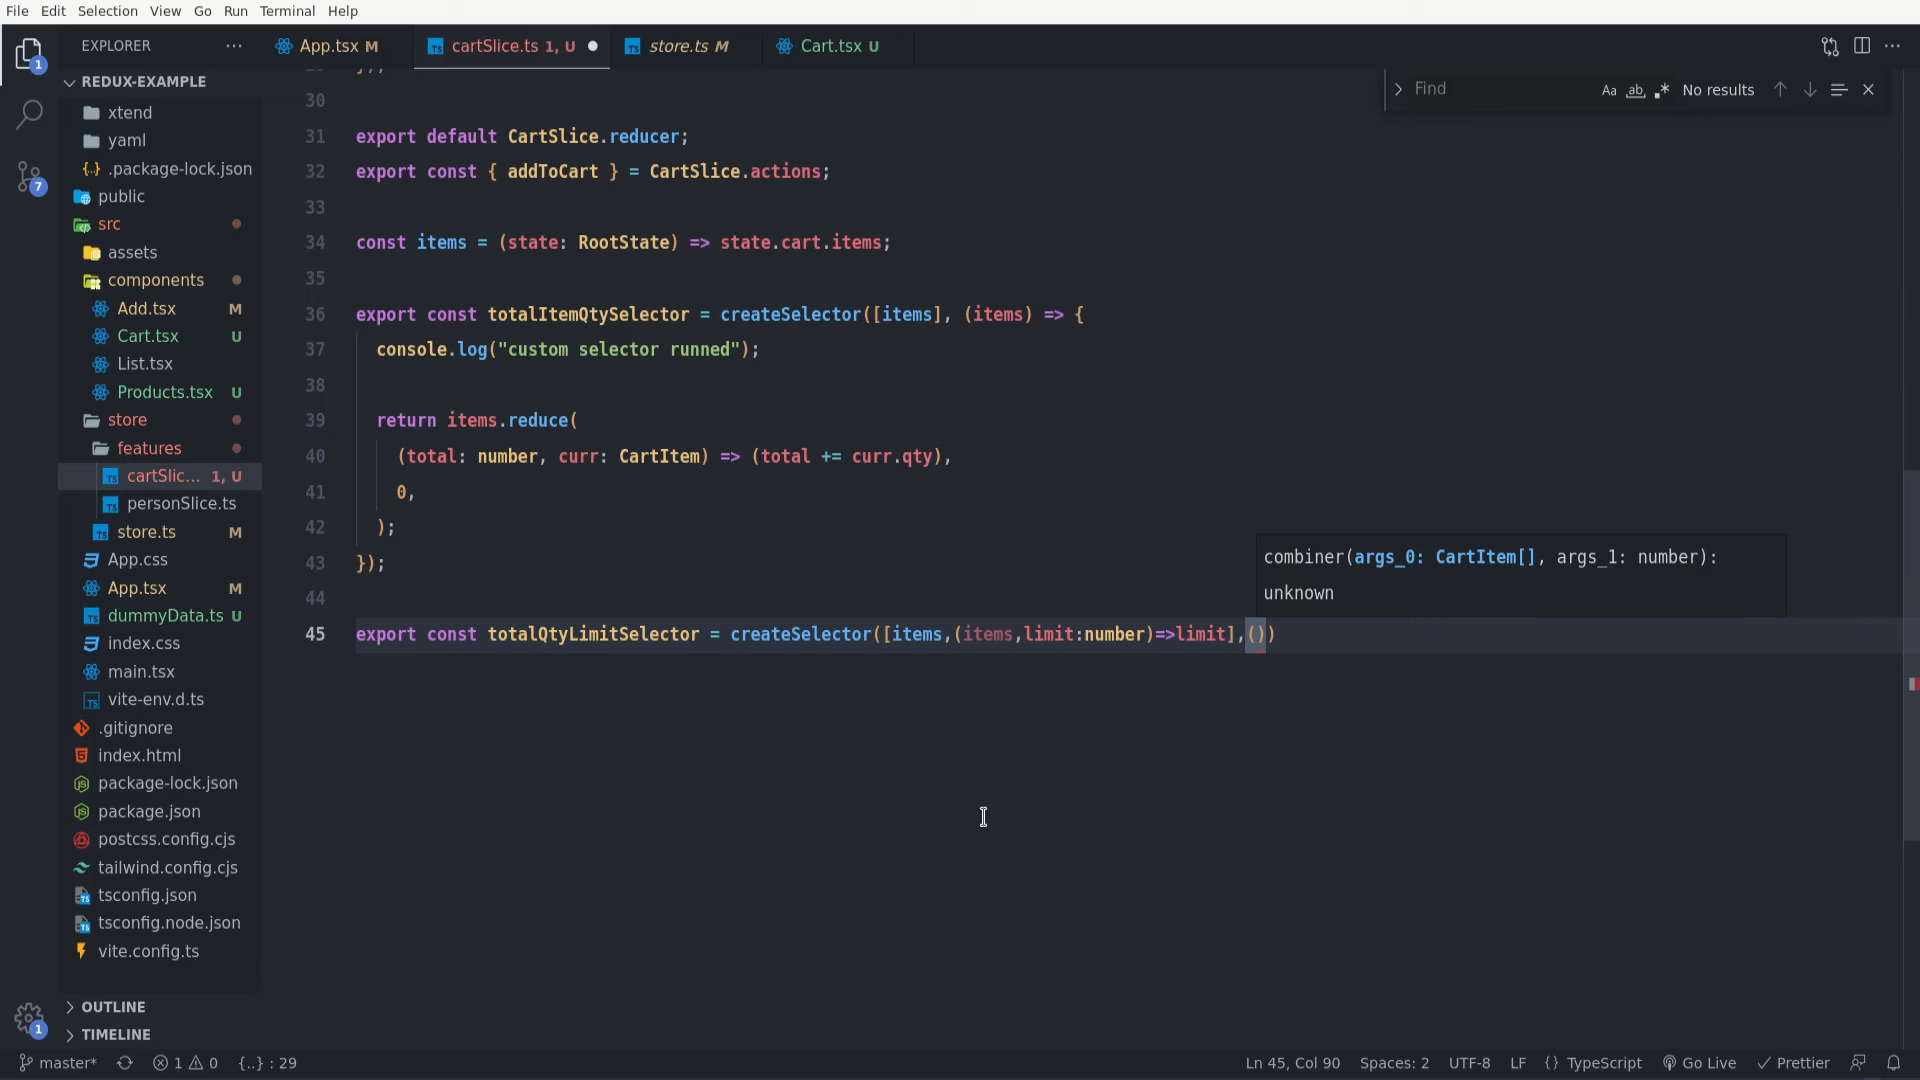 File Edit Selection View Go Run Terminal Help
EXPLORER
App.tsx M
cartSlice.ts 1, U
store.ts M
Cart.tsx U
REDUX-EXAMPLE
xtend
yaml
.package-lock.json
public
src
assets
components
Add.tsx M
Cart.tsx U
List.tsx
Products.tsx U
store
features
cartSlic... 1, U
personSlice.ts
store.ts M
App.css
App.tsx M
dummyData.ts U
index.css
main.tsx
vite-env.d.ts
.gitignore
index.html
package-lock.json
package.json
postcss.config.cjs
tailwind.config.cjs
tsconfig.json
tsconfig.node.json
vite.config.ts
OUTLINE
TIMELINE
1
7
1
Find
Aa ab No results
30
31 export default CartSlice.reducer;
32 export const { addToCart } = CartSlice.actions;
33
34 const items = (state: RootState) => state.cart.items;
35
36 export const totalItemQtySelector = createSelector([items], (items) => {
37 console.log("custom selector runned");
38
39 return items.reduce(
40 (total: number, curr: CartItem) => (total += curr.qty),
41 0,
42 );
43 });
44
combiner(args_0: CartItem[], args_1: number):
unknown
45 export const totalQtyLimitSelector = createSelector([items,(items,limit:number)=>limit],())
master* 1 0 {..} : 29 Ln 45, Col 90 Spaces: 2 UTF-8 LF {} TypeScript Go Live Prettier